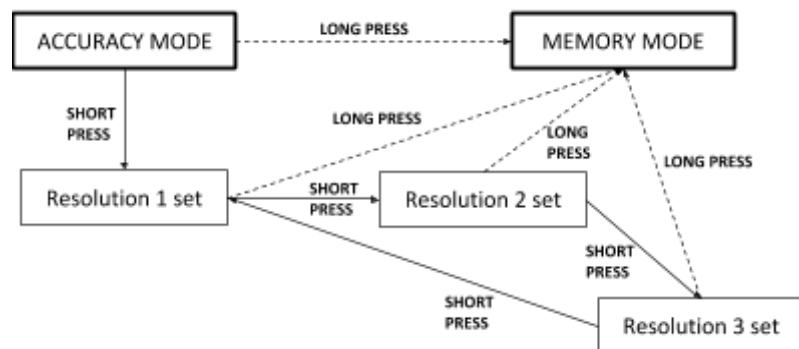 ACCURACY MODE
LONG PRESS
MEMORY MODE
SHORT
PRESS
LONG PRESS
LONG
PRESS
LONG PRESS
Resolution 1 set
SHORT
PRESS
Resolution 2 set
SHORT
PRESS
SHORT
PRESS
Resolution 3 set